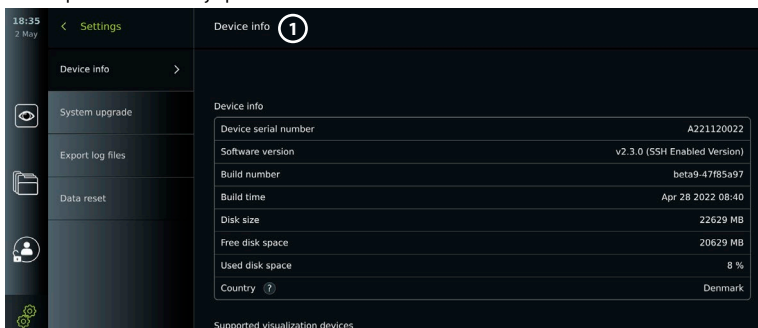 18:35
2 May
Settings
Device info
System upgrade
Export log files
Data reset
Device info 1
Device info
Device serial number A221120022
Software version v2.3.0 (SSH Enabled Version)
Build number beta9-47f85a97
Build time Apr 28 2022 08:40
Disk size 22629 MB
Free disk space 20629 MB
Used disk space 8 %
Country ? Denmark
Supported visualization devices